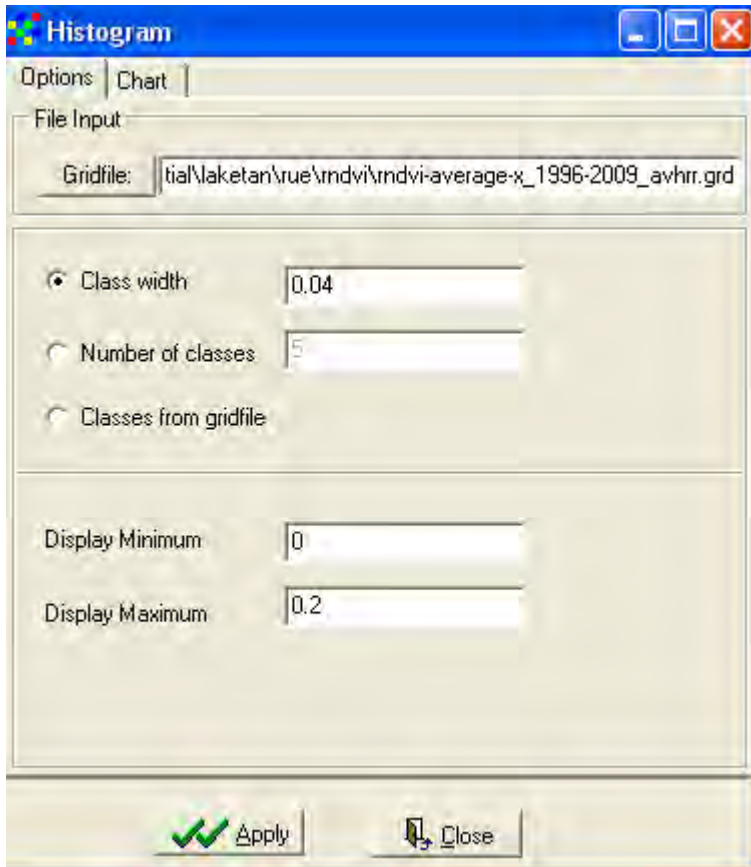 Histogram
Options Chart
File Input
Gridfile: tial\laketan\rue\rndvi\rndvi-average-x_1996-2009_avhrr.grd
Class width 0.04
Number of classes 5
Classes from gridfile
Display Minimum 0
Display Maximum 0.2
Apply Close